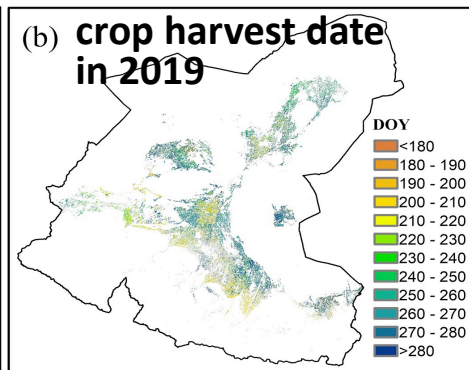 (b) crop harvest date
in 2019
DOY
<180
180 - 190
190 - 200
200 - 210
210 - 220
220 - 230
230 - 240
240 - 250
250 - 260
260 - 270
270 - 280
>280